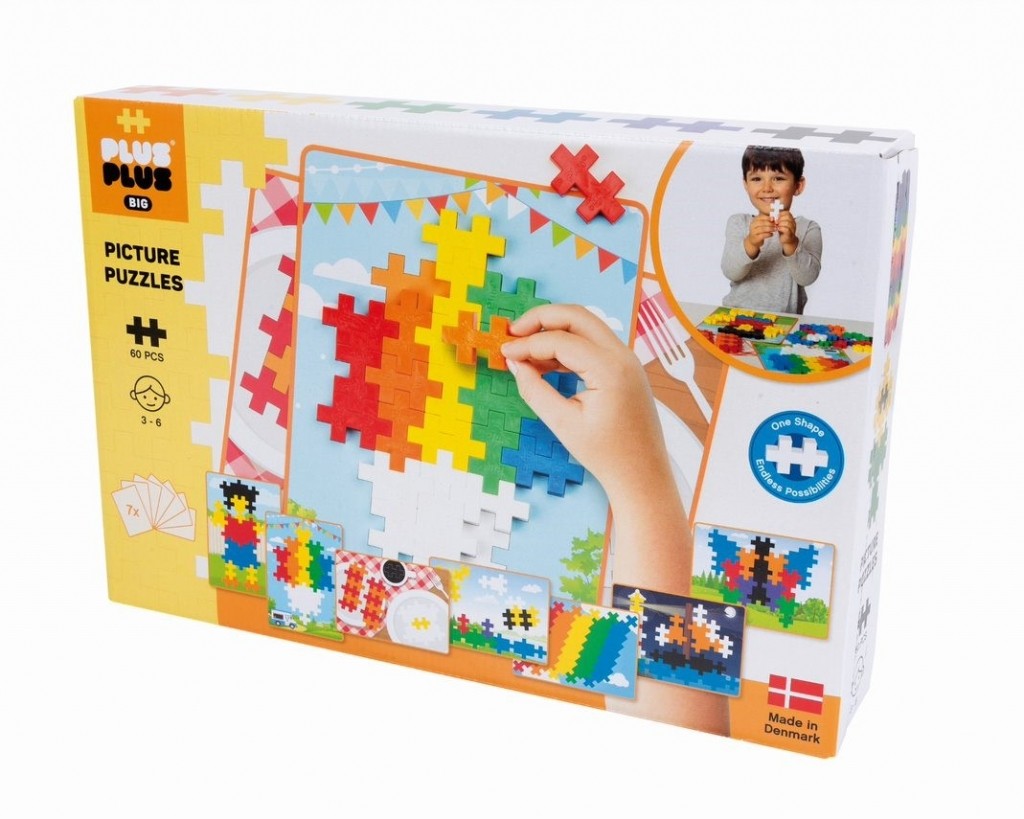 PLUS
PLUS
BIG
PICTURE
PUZZLES
60 PCS
3 - 6
7x
One Shape
Endless Possibilities
Made in
Denmark
PICTURE
PUZZLES